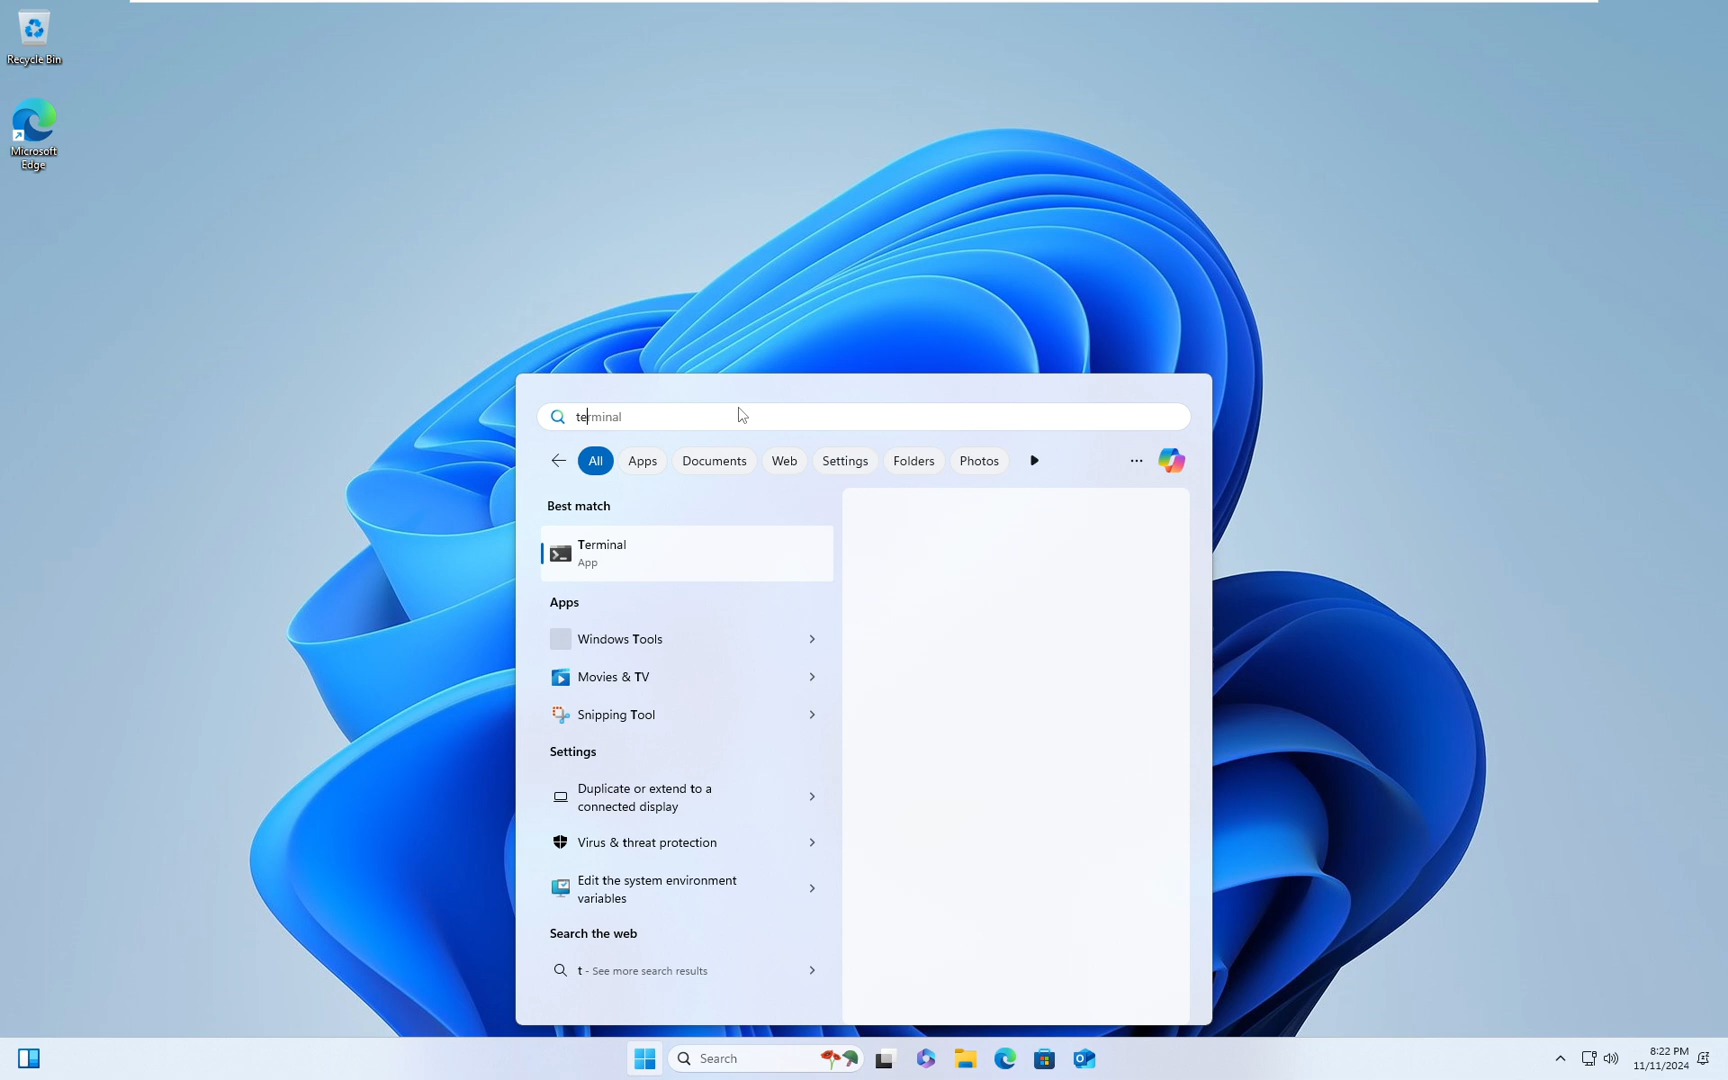 Recycle Bin
Microsoft
Edge
terminal
All
Apps
Documents
Web
Settings
Folders
Photos
Best match
Terminal
App
Apps
Windows Tools
Movies & TV
Snipping Tool
Settings
Duplicate or extend to a
connected display
Virus & threat protection
Edit the system environment
variables
Search the web
t - See more search results
Search
8:22 PM
11/11/2024